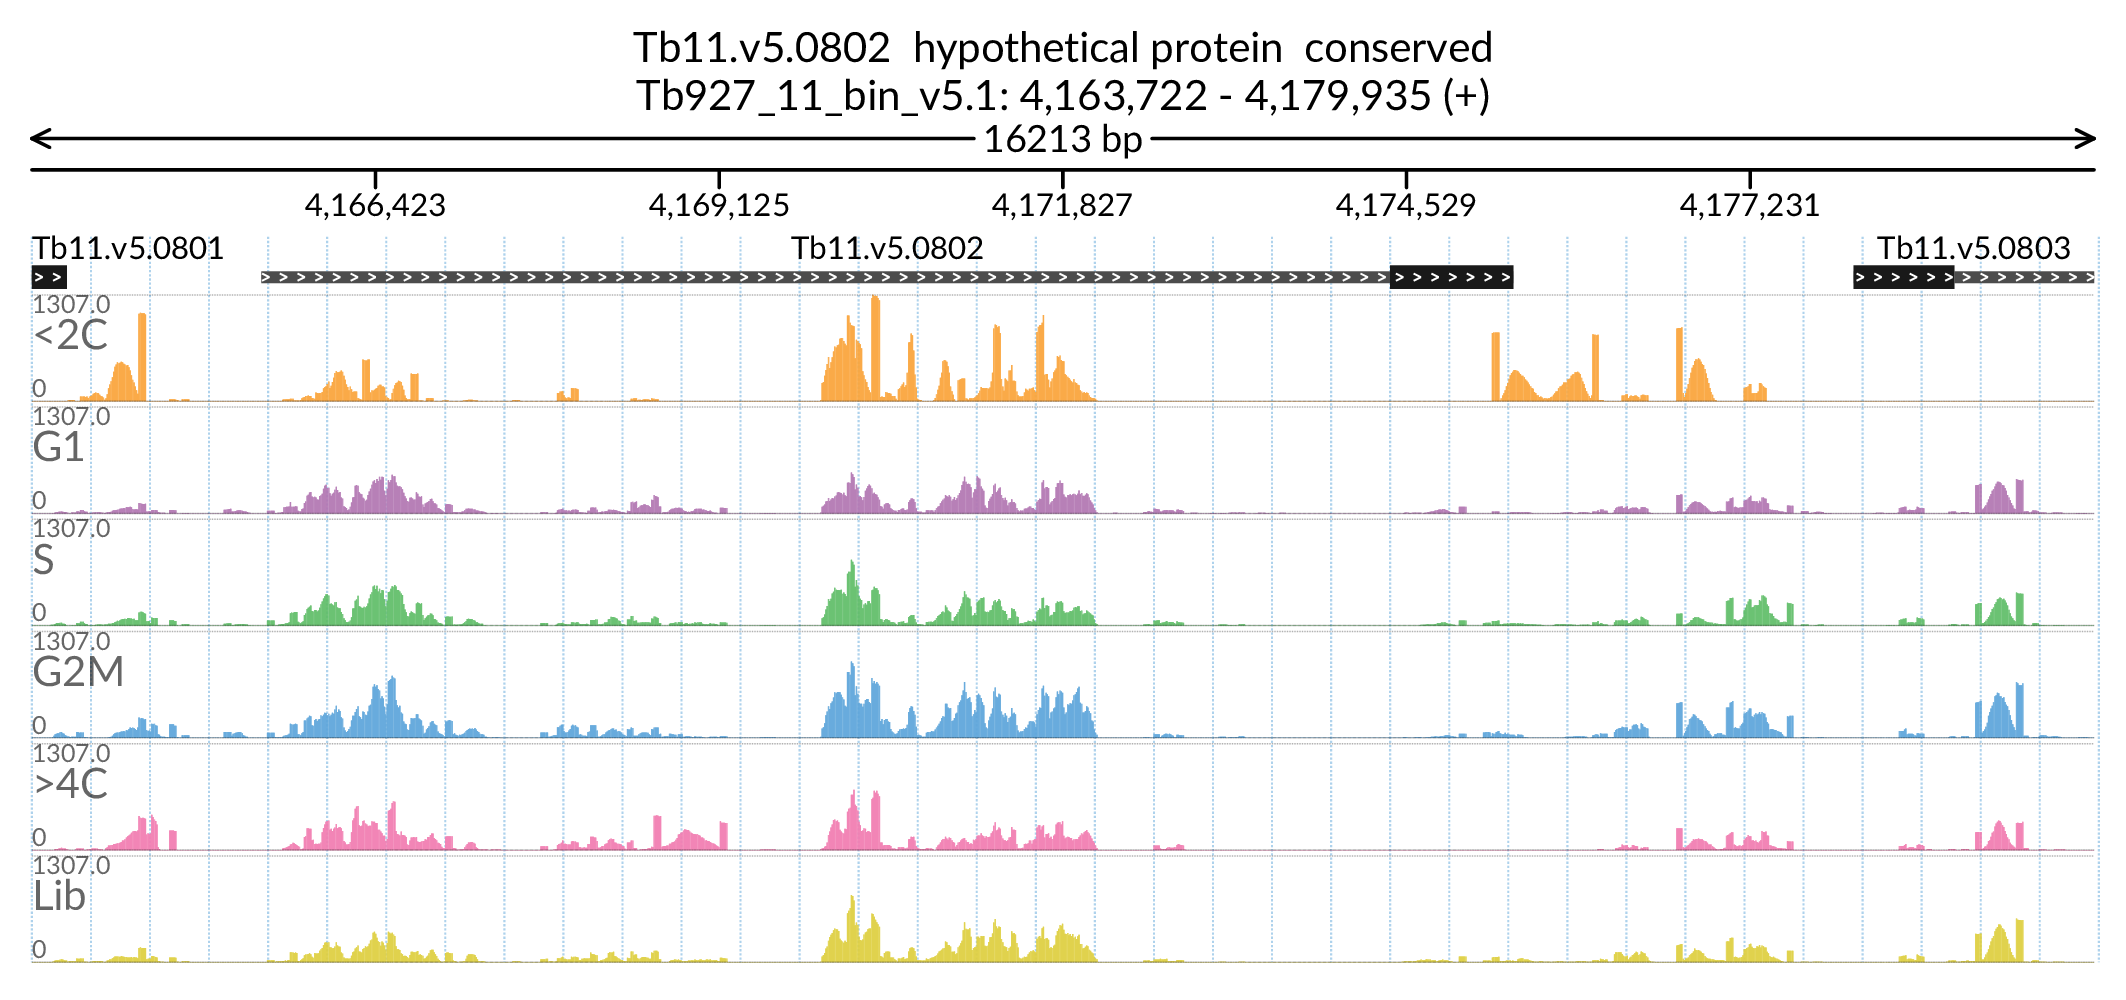 Tb11.v5.0802 hypothetical protein conserved
Tb927_11_bin_v5.1: 4,163,722 - 4,179,935 (+)
16213 bp
4,166,423 4,169,125 4,171,827 4,174,529 4,177,231
Tb11.v5.0801 Tb11.v5.0802 Tb11.v5.0803
1307.0
<2C
0
1307.0
G1
0
1307.0
S
0
1307.0
G2M
0
1307.0
>4C
0
1307.0
Lib
0